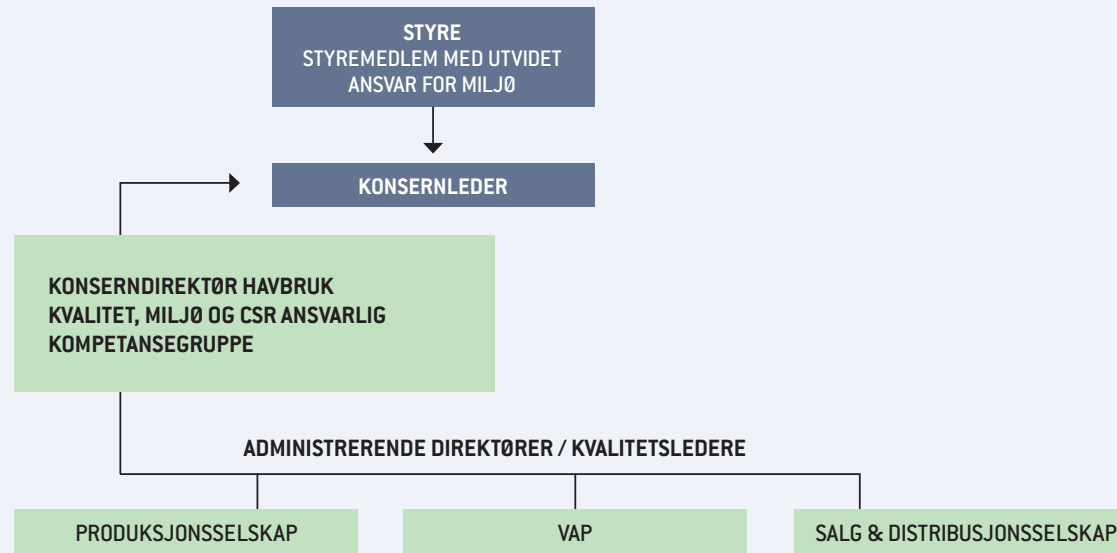 STYRE
STYREMEDLEM MED UTVIDET
ANSVAR FOR MILJØ
KONSERNLEDER
KONSERNDIREKTØR HAVBRUK
KVALITET, MILJØ OG CSR ANSVARLIG
KOMPETANSEGRUPPE
ADMINISTRERENDE DIREKTØRER / KVALITETSLEDERE
PRODUKSJONSSELSKAP
VAP
SALG & DISTRIBUSJONSSELSKAP